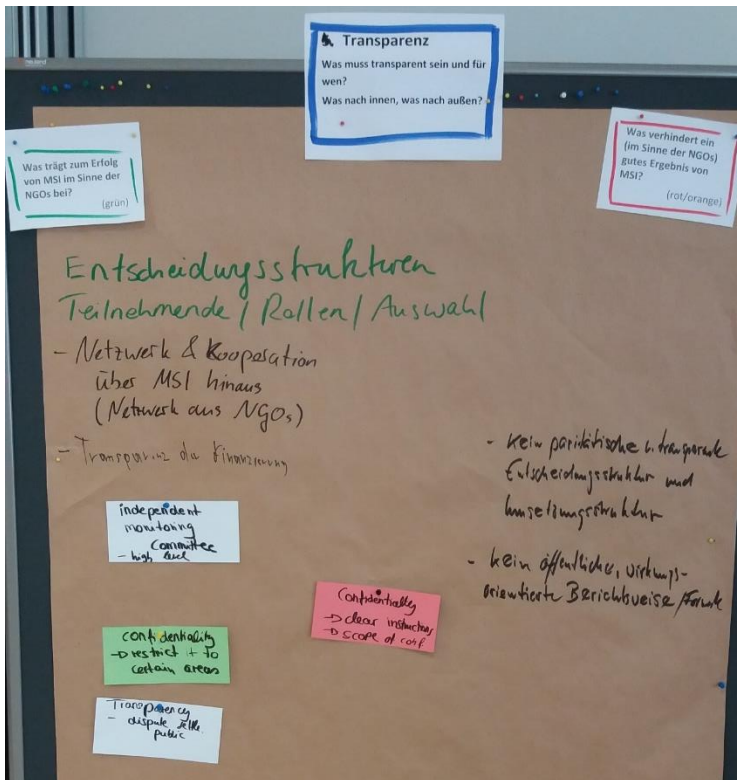 Transparenz
Was muss transparent sein und für
wen?
Was nach innen, was nach außen?
Was trägt zum Erfolg
von MSI im Sinne der
NGOs bei?
(grün)
Was verhindert ein
(im Sinne der NGOs)
gutes Ergebnis von
MSI?
(rot/orange)
Entscheidungsstrukturen
Teilnehmende / Rollen / Auswahl
- Netzwerk & Kooperation
über MSI hinaus
(Netzwerk aus NGOs)
- Transparenz der Finanzierung
independent
monitoring
Committee
- high level
confidentiality
→ restrict + to
certain areas
Transparency
- dispute settle.
public
Confidentiality
→ clear instructions
→ scope of conf
- kein paritätische u. transparente
Entscheidungsstruktur und
Umsetzungsstruktur
- kein öffentliche, wirkungs-
orientierte Berichtsweise /